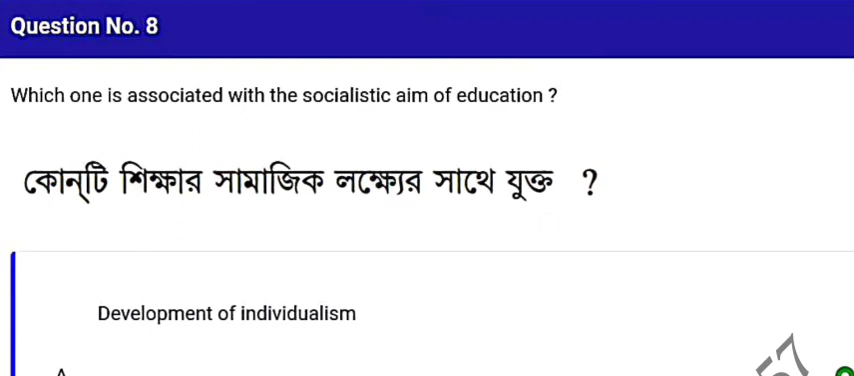 Question No. 8
Which one is associated with the socialistic aim of education ?
কোন্‌টি শিক্ষার সামাজিক লক্ষ্যের সাথে যুক্ত ?
Development of individualism